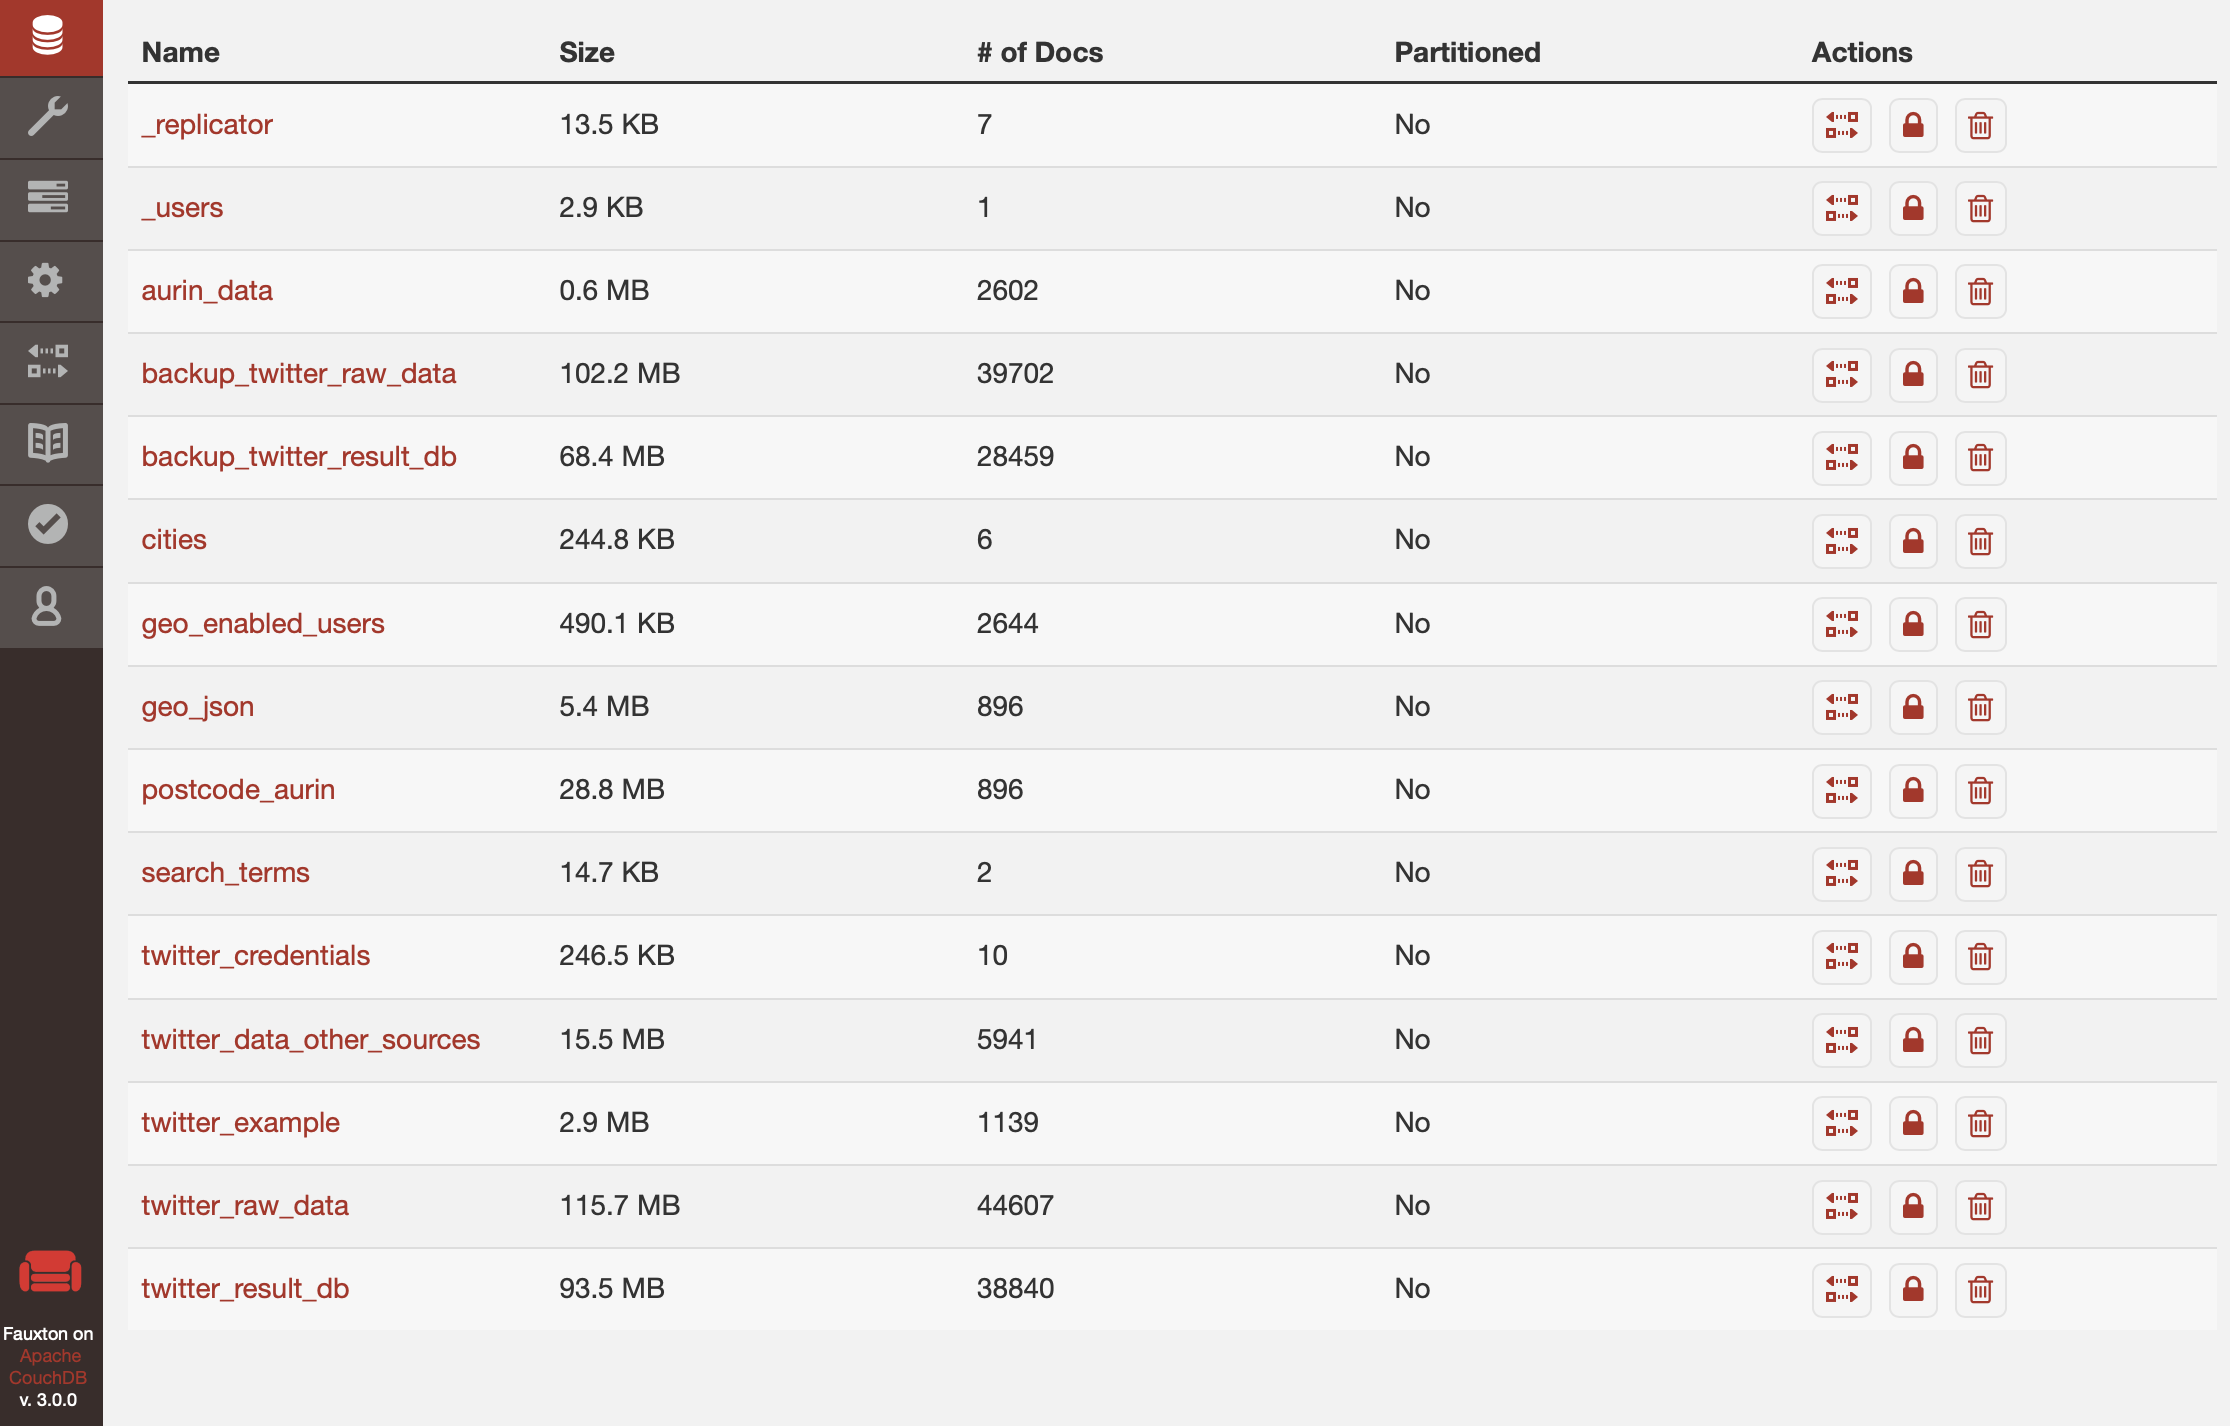 Name Size # of Docs Partitioned Actions
_replicator 13.5 KB 7 No
_users 2.9 KB 1 No
aurin_data 0.6 MB 2602 No
backup_twitter_raw_data 102.2 MB 39702 No
backup_twitter_result_db 68.4 MB 28459 No
cities 244.8 KB 6 No
geo_enabled_users 490.1 KB 2644 No
geo_json 5.4 MB 896 No
postcode_aurin 28.8 MB 896 No
search_terms 14.7 KB 2 No
twitter_credentials 246.5 KB 10 No
twitter_data_other_sources 15.5 MB 5941 No
twitter_example 2.9 MB 1139 No
twitter_raw_data 115.7 MB 44607 No
twitter_result_db 93.5 MB 38840 No
Fauxton on
Apache
CouchDB
v. 3.0.0